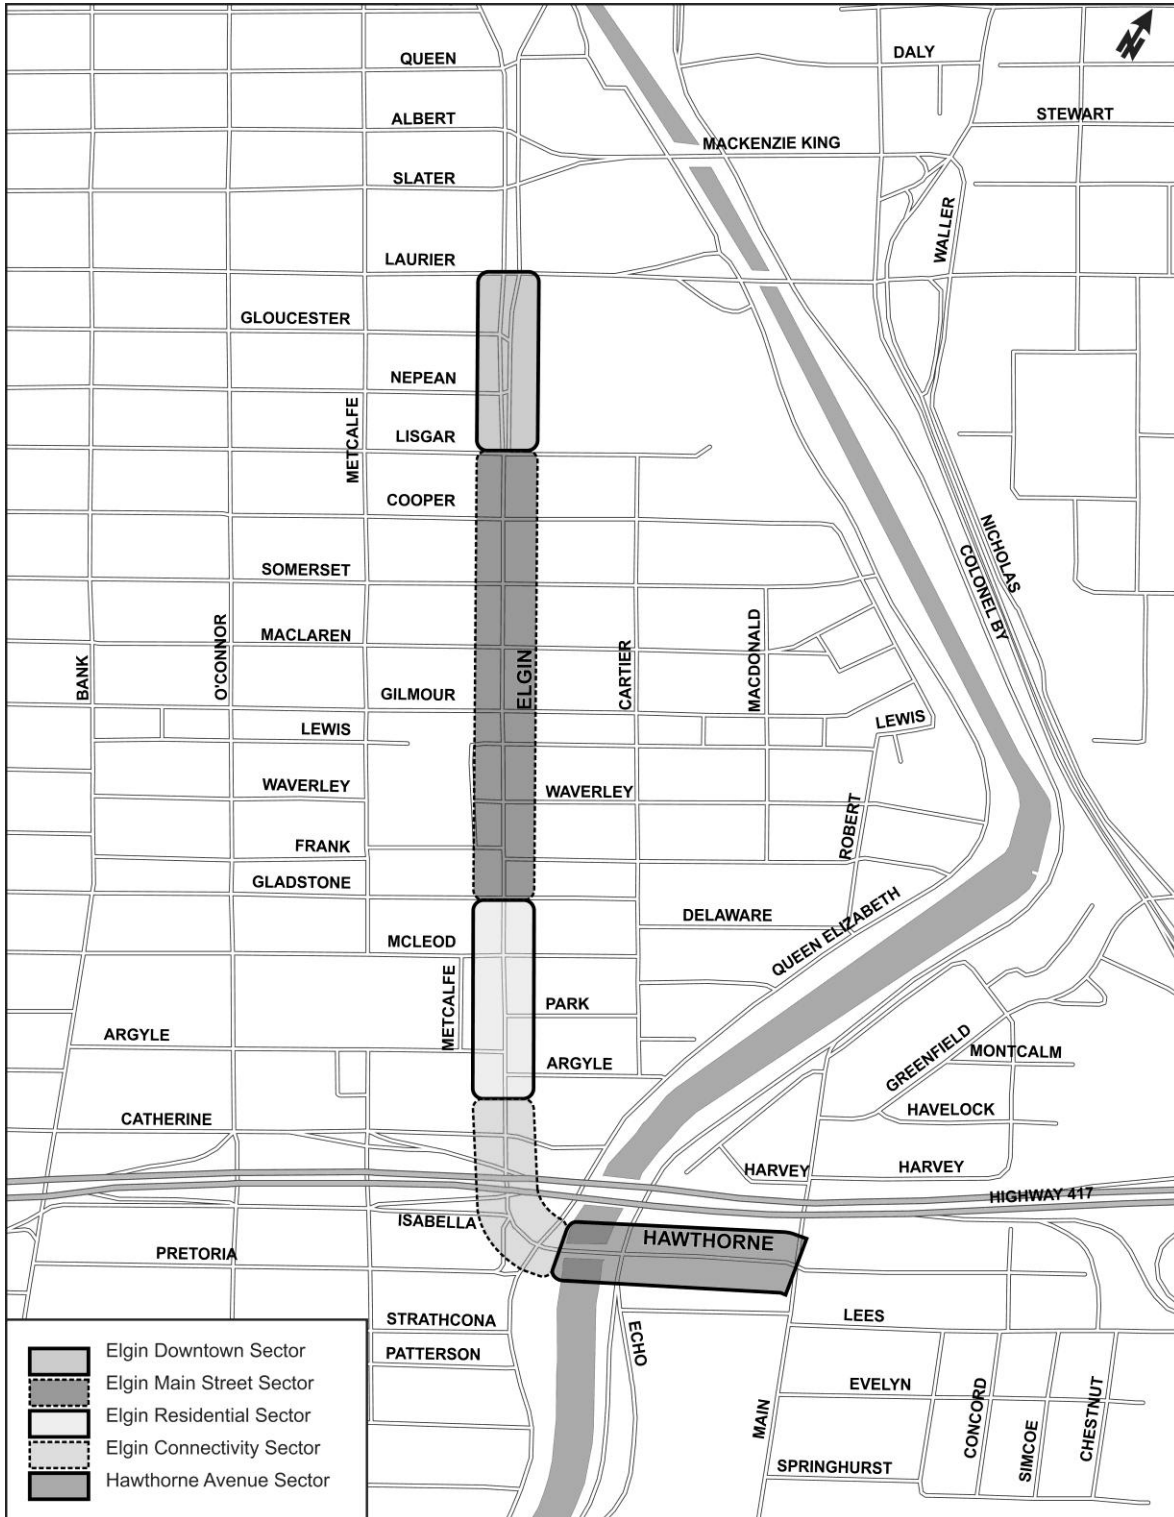 N
QUEEN
DALY
ALBERT
STEWART
MACKENZIE KING
SLATER
WALLER
LAURIER
GLOUCESTER
NEPEAN
METCALFE
LISGAR
COOPER
NICHOLAS
COLONEL BY
SOMERSET
MACLAREN
O'CONNOR
BANK
ELGIN
CARTIER
MACDONALD
GILMOUR
LEWIS
LEWIS
WAVERLEY
WAVERLEY
ROBERT
FRANK
GLADSTONE
DELAWARE
QUEEN ELIZABETH
MCLEOD
METCALFE
PARK
ARGYLE
ARGYLE
GREENFIELD
MONTCALM
CATHERINE
HAVELOCK
HARVEY
HARVEY
HIGHWAY 417
ISABELLA
PRETORIA
HAWTHORNE
STRATHCONA
LEES
PATTERSON
ECHO
EVELYN
MAIN
CONCORD
SIMCOE
CHESTNUT
SPRINGHURST
Elgin Downtown Sector
Elgin Main Street Sector
Elgin Residential Sector
Elgin Connectivity Sector
Hawthorne Avenue Sector